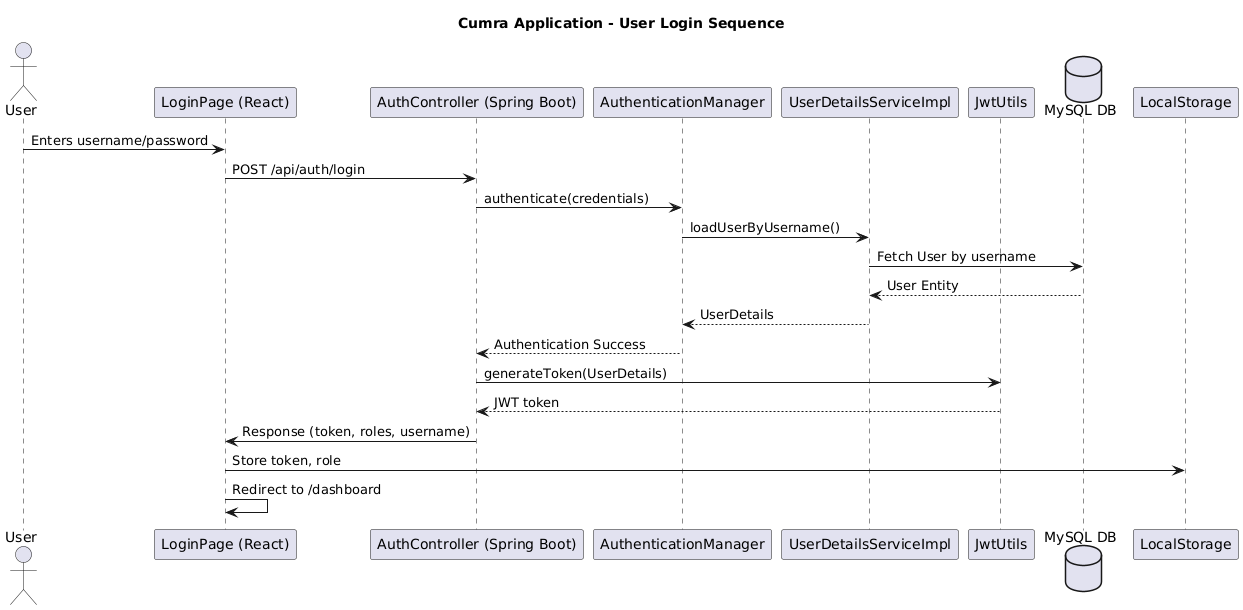 Cumra Application - User Login Sequence
User
LoginPage (React)
AuthController (Spring Boot)
AuthenticationManager
UserDetailsServiceImpl
JwtUtils
MySQL DB
LocalStorage
Enters username/password
POST /api/auth/login
authenticate(credentials)
loadUserByUsername()
Fetch User by username
User Entity
UserDetails
Authentication Success
generateToken(UserDetails)
JWT token
Response (token, roles, username)
Store token, role
Redirect to /dashboard
User
LoginPage (React)
AuthController (Spring Boot)
AuthenticationManager
UserDetailsServiceImpl
JwtUtils
MySQL DB
LocalStorage